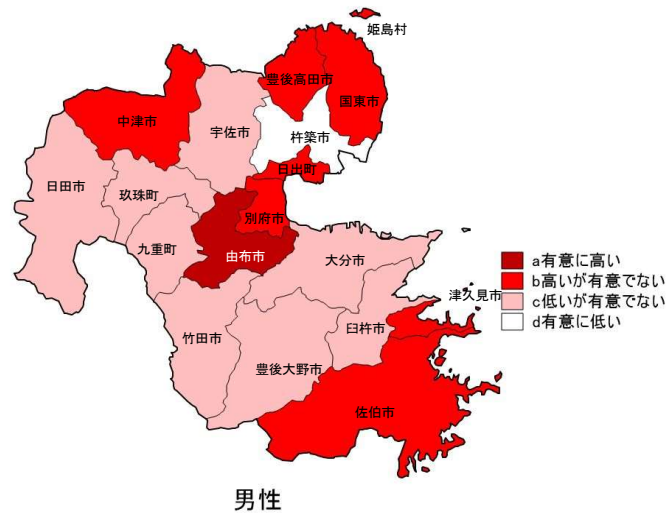 姫島村
豊後高田市
国東市
中津市
宇佐市
杵築市
日出町
日田市
玖珠町
別府市
九重町
由布市
大分市
a有意に高い
b高いが有意でない
c低いが有意でない
d有意に低い
津久見市
臼杵市
竹田市
豊後大野市
佐伯市
男性